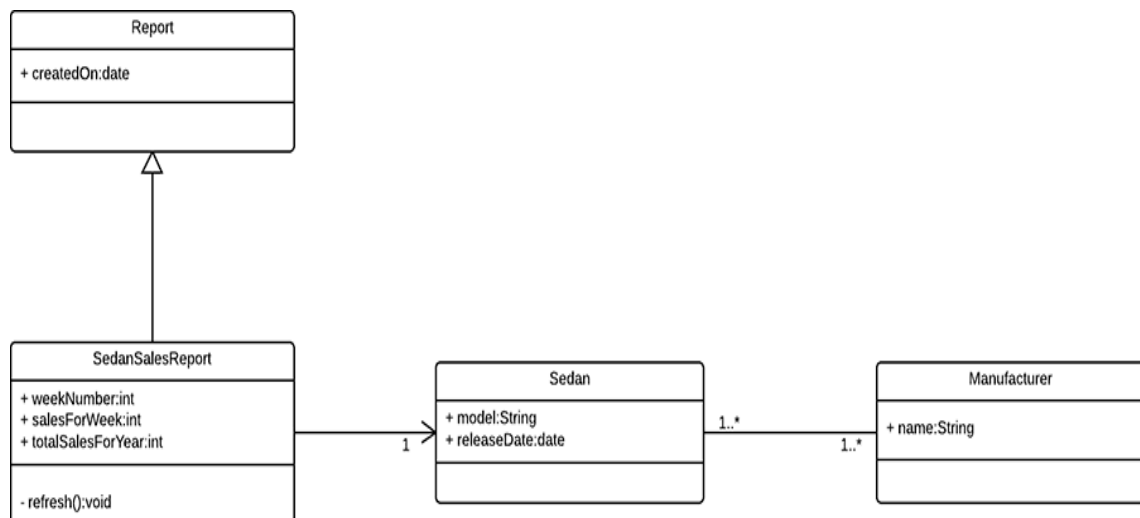 Report
+ createdOn:date
SedanSalesReport
+ weekNumber:int
+ salesForWeek:int
+ totalSalesForYear:int
- refresh():void
1
Sedan
+ model:String
+ releaseDate:date
1..*
1..*
Manufacturer
+ name:String